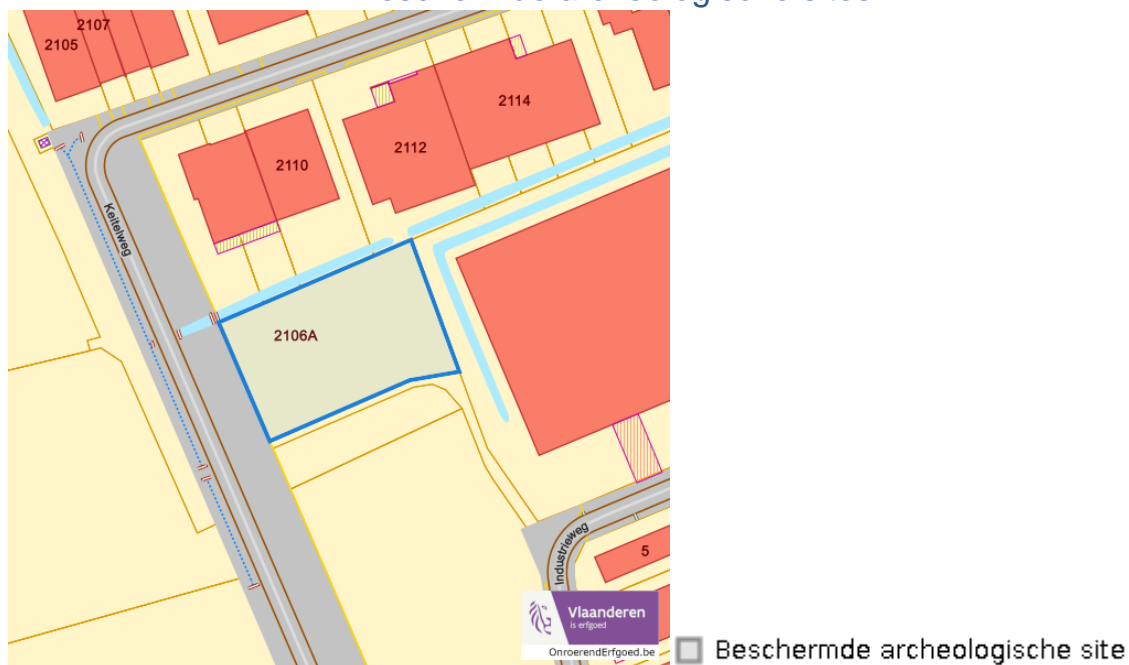 2107
2105
2114
2112
2110
Keitelweg
2106A
Industrieweg
5
Vlaanderen
is erfgoed
OnroerendErfgoed.be
Beschermde archeologische site